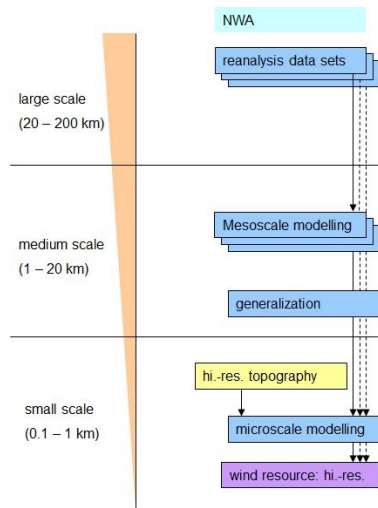 NWA
reanalysis data sets
large scale
(20 – 200 km)
Mesoscale modelling
medium scale
(1 – 20 km)
generalization
hi.-res. topography
small scale
(0.1 – 1 km)
microscale modelling
wind resource: hi.-res.